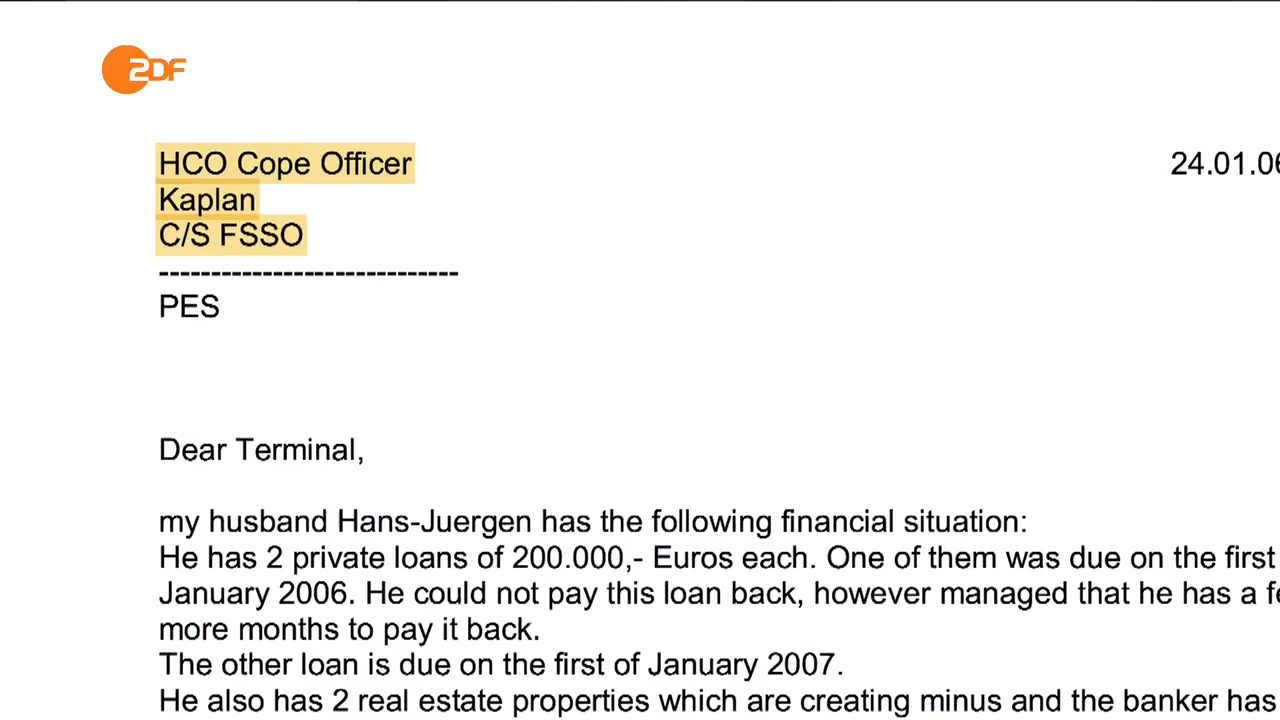 ZDF
HCO Cope Officer
24.01.06
Kaplan
C/S FSSO
----------------------------
PES
Dear Terminal,
my husband Hans-Juergen has the following financial situation:
He has 2 private loans of 200.000,- Euros each. One of them was due on the first
January 2006. He could not pay this loan back, however managed that he has a
more months to pay it back.
The other loan is due on the first of January 2007.
He also has 2 real estate properties which are creating minus and the banker has